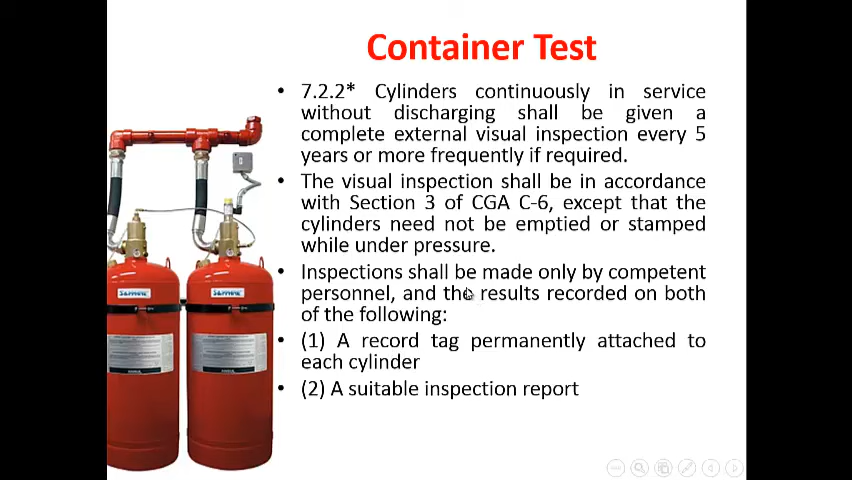 Container Test
• 7.2.2* Cylinders continuously in service
without discharging shall be given a
complete external visual inspection every 5
years or more frequently if required.
• The visual inspection shall be in accordance
with Section 3 of CGA C-6, except that the
cylinders need not be emptied or stamped
while under pressure.
• Inspections shall be made only by competent
personnel, and the results recorded on both
of the following:
• (1) A record tag permanently attached to
each cylinder
• (2) A suitable inspection report